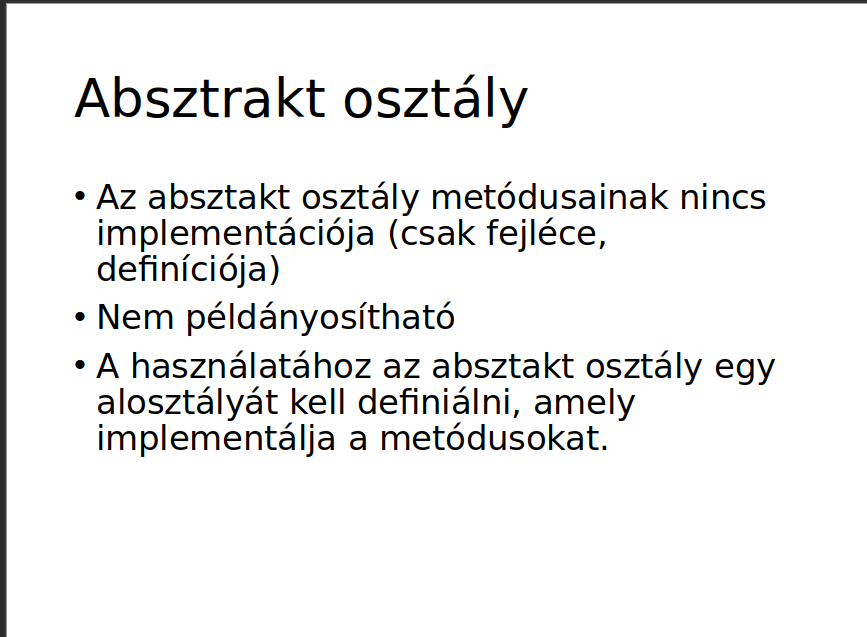 Absztrakt osztály
• Az absztakt osztály metódusainak nincs
implementációja (csak fejléce,
definíciója)
• Nem példányosítható
• A használatához az absztakt osztály egy
alosztályát kell definiálni, amely
implementálja a metódusokat.